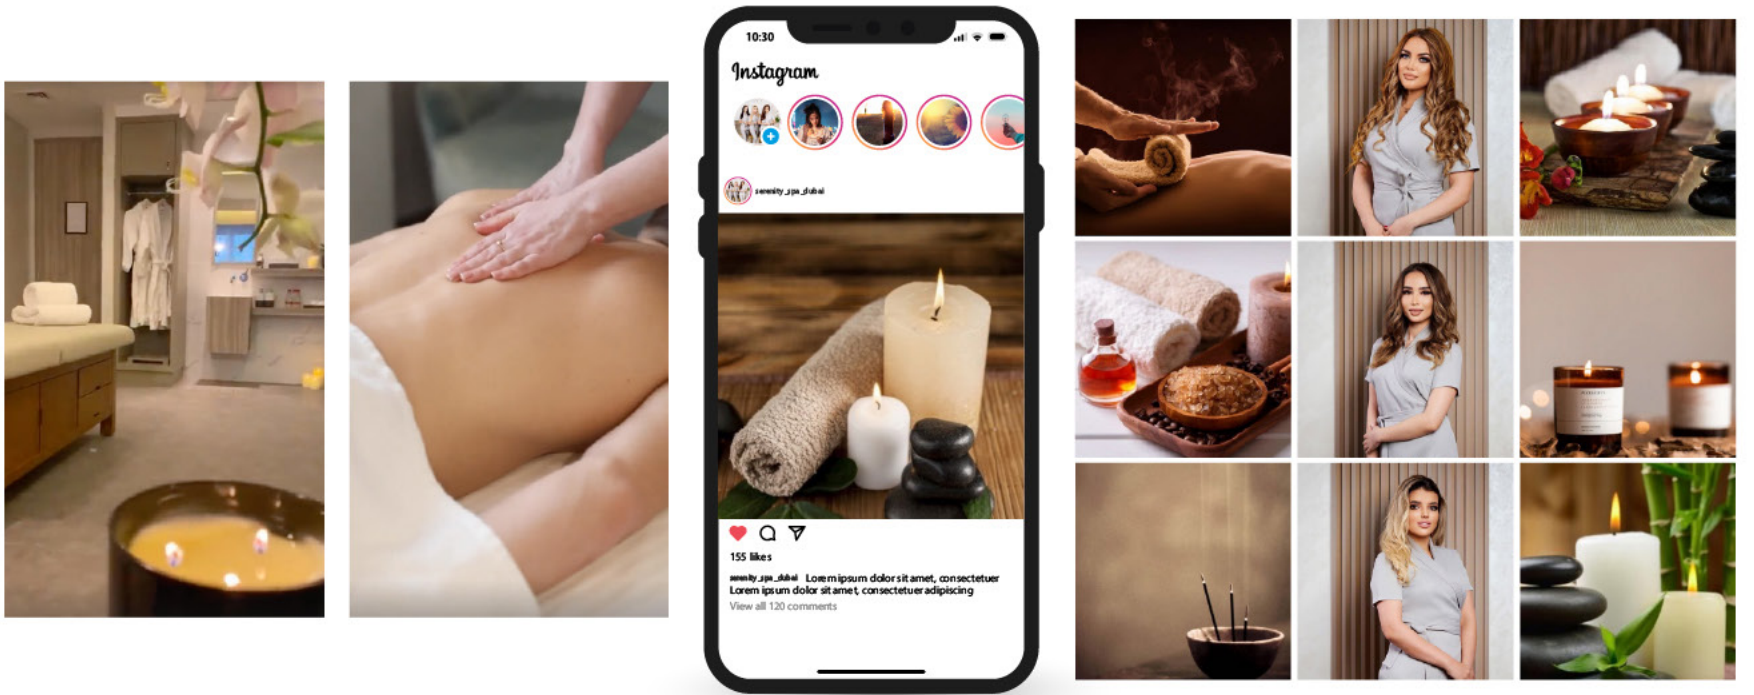 10:30
Instagram
serenity_spa_dubai
155 likes
serenity_spa_dubai Lorem ipsum dolor sit amet, consectetuer
Lorem ipsum dolor sit amet, consectetuer adipiscing
View all 120 comments